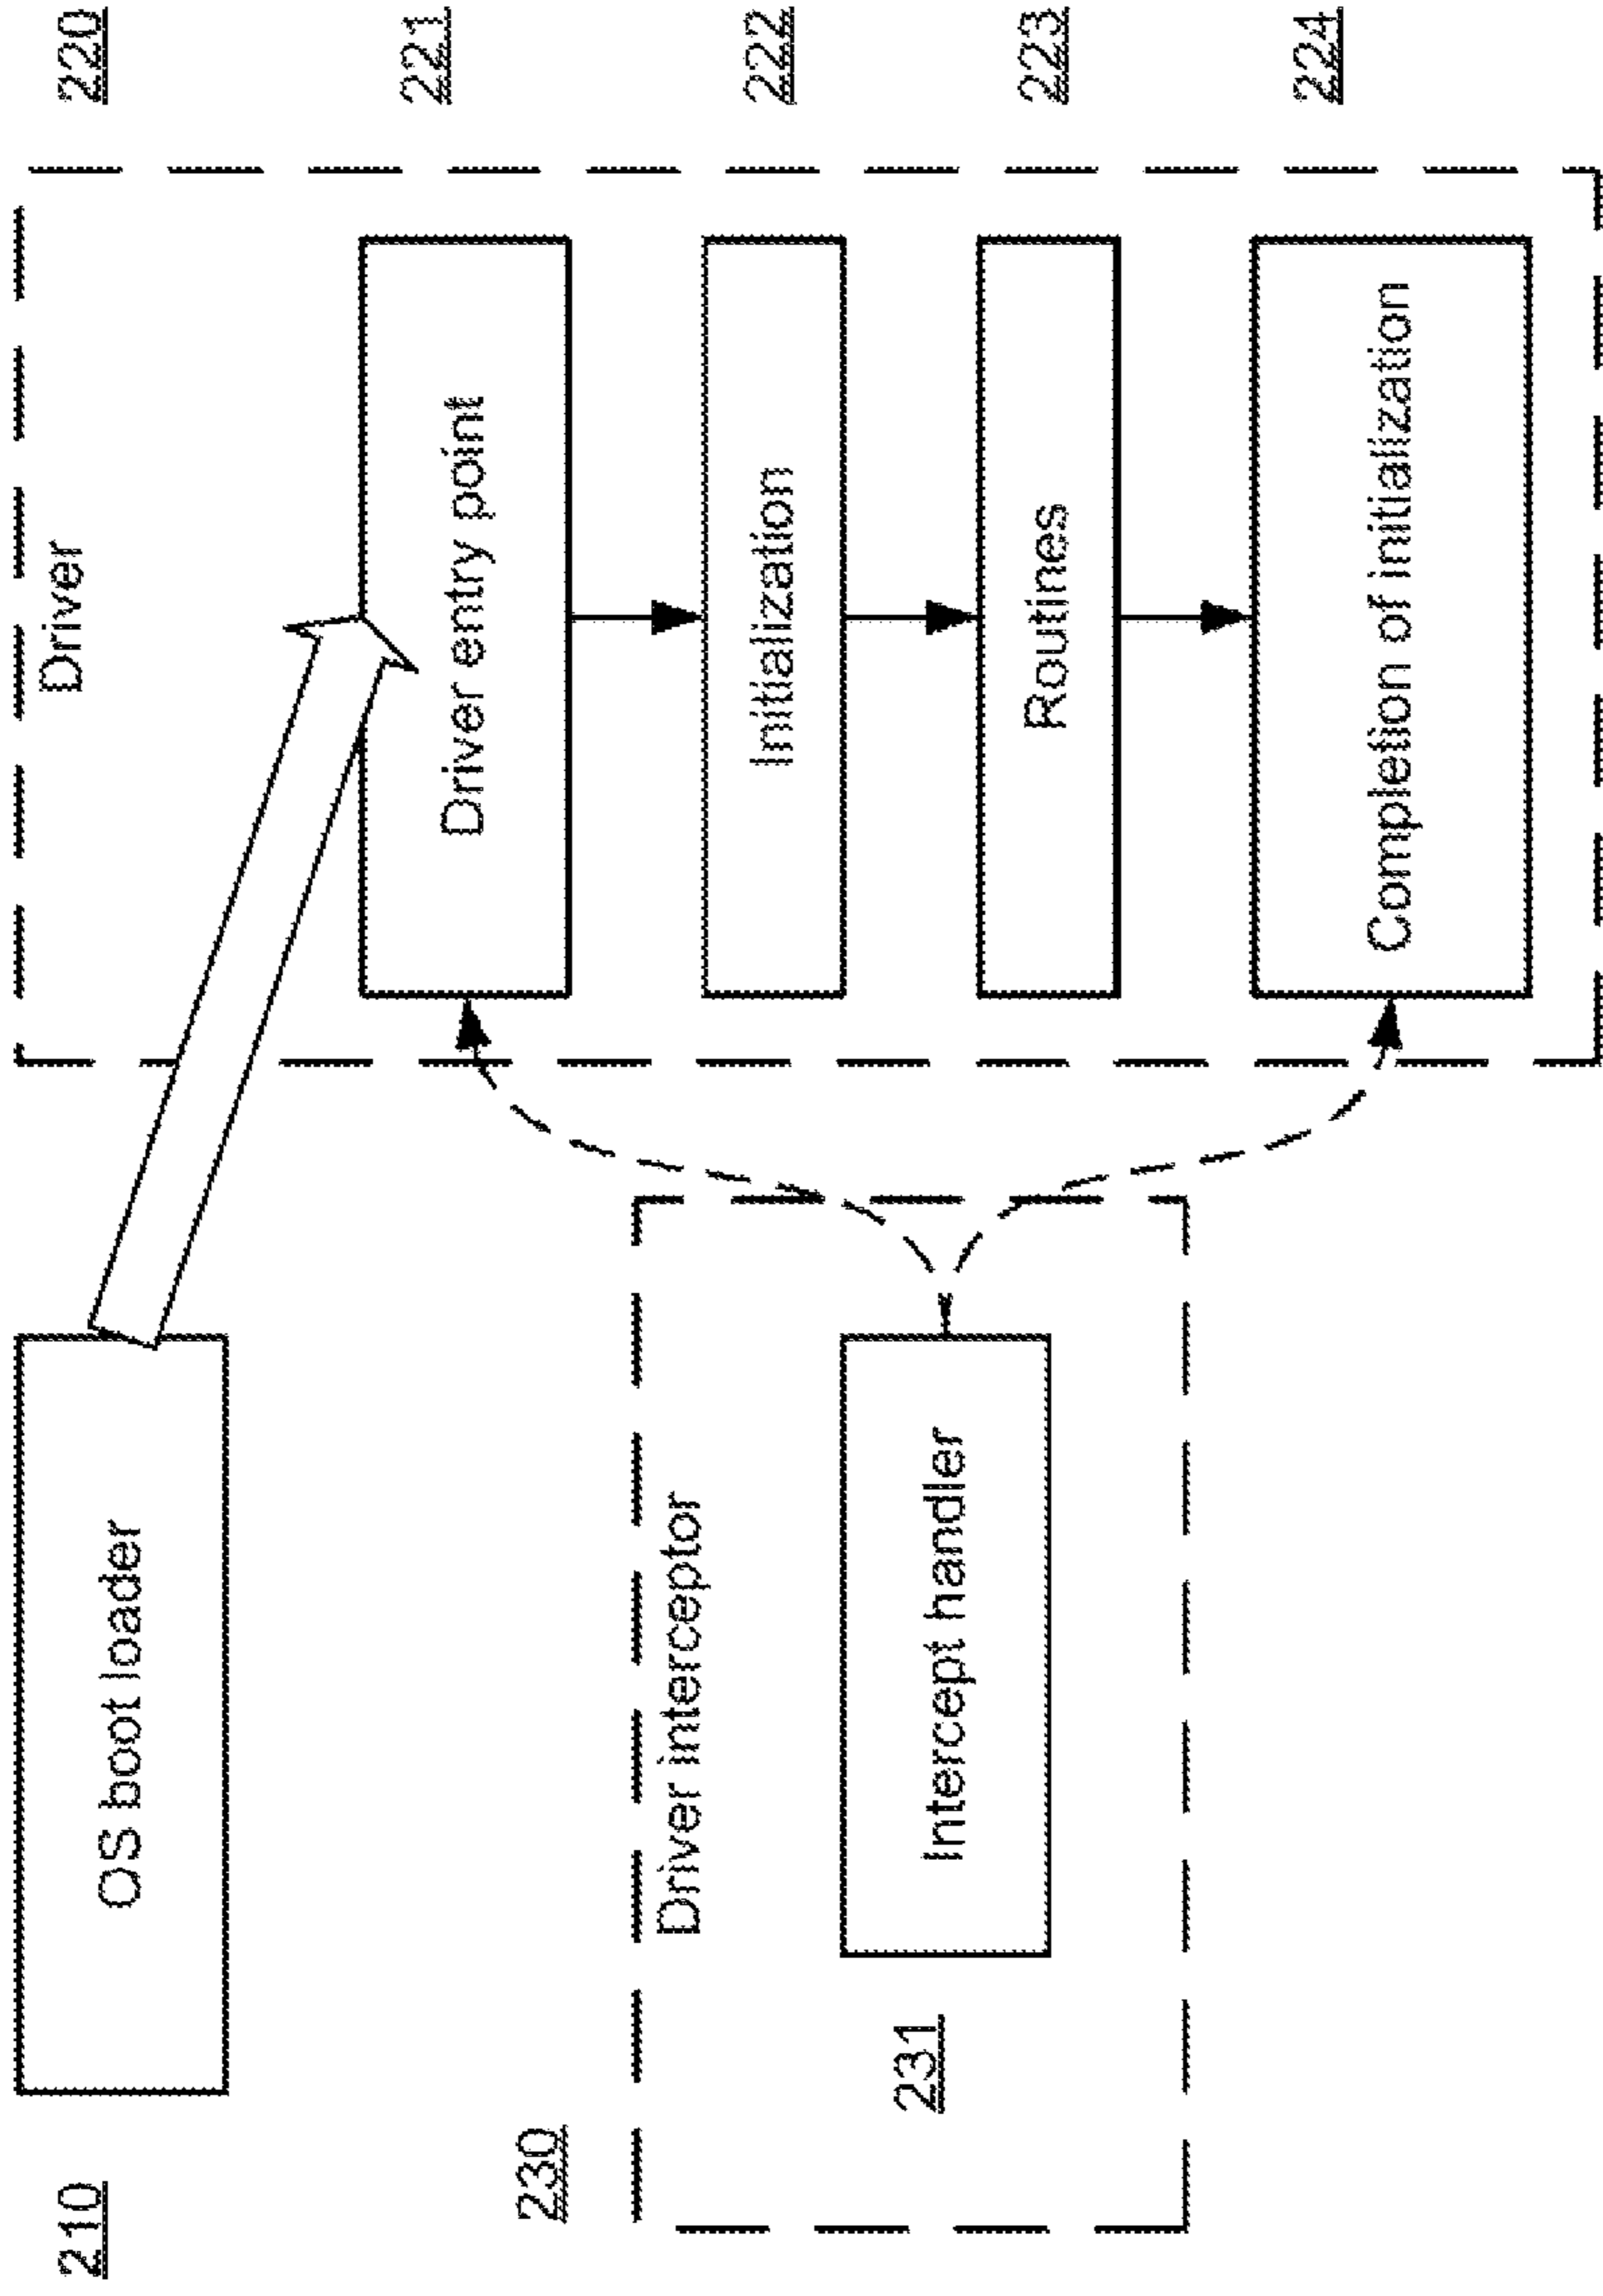 210
OS boot loader
Driver
220
Driver entry point
221
230
Driver interceptor
Initialization
222
231
Intercept handler
Routines
223
Completion of initialization
224